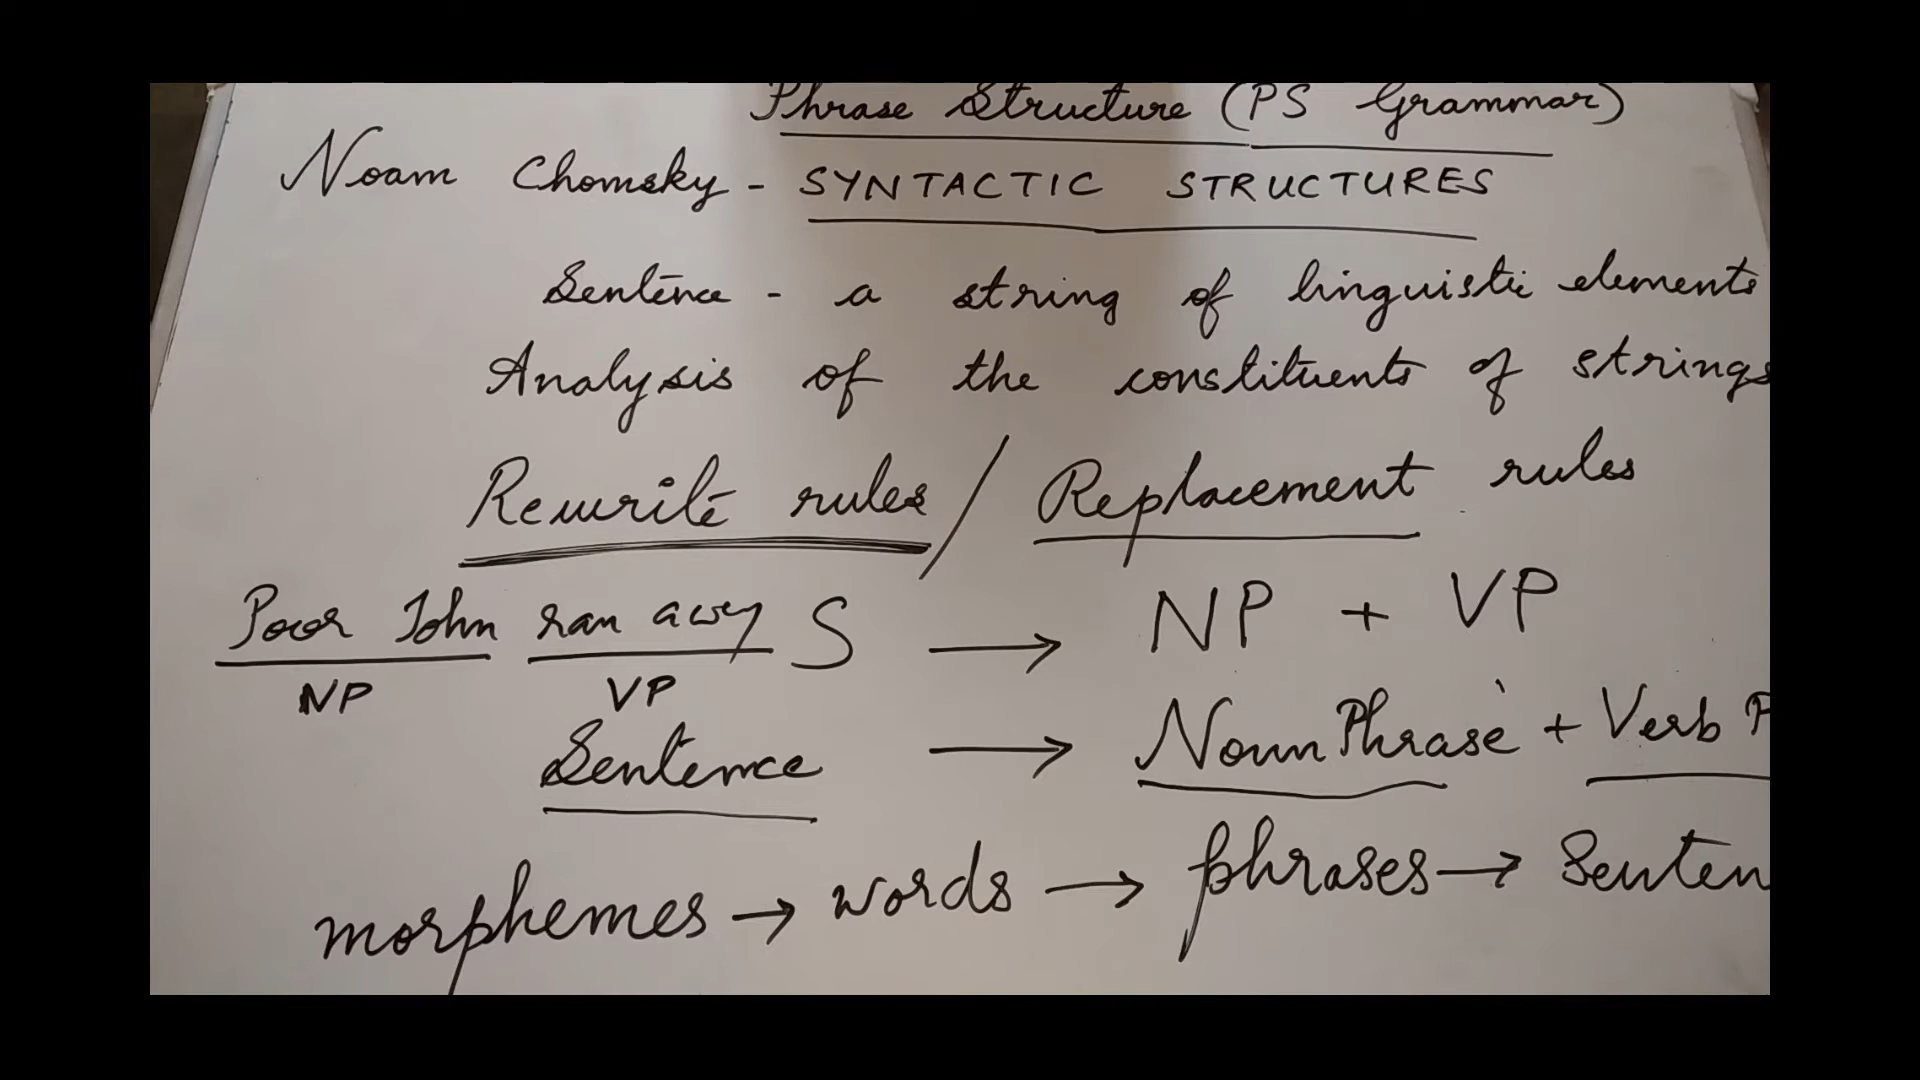 Phrase Structure (PS Grammar)
Noam Chomsky - SYNTACTIC STRUCTURES
Sentence - a string of linguistic elements
Analysis of the constituents of strings
Rewrite rules / Replacement rules
Poor John ran away S → NP + VP
NP VP
Sentence → Noun Phrase + Verb P
morphemes → words → phrases → Senten